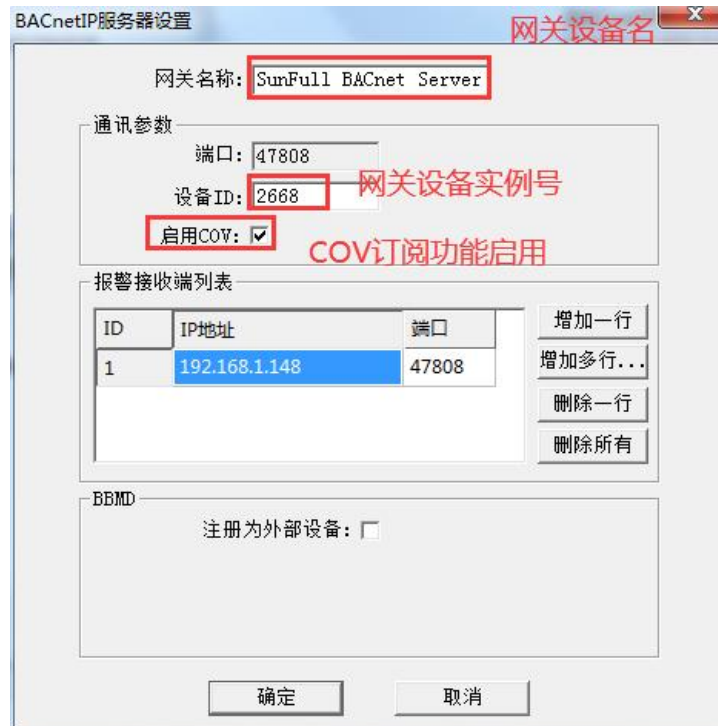 BACnetIP服务器设置
网关设备名
网关名称: SunFull BACnet Server
通讯参数
端口: 47808
设备ID: 2668
网关设备实例号
启用COV:
COV订阅功能启用
报警接收端列表
ID IP地址 端口
1 192.168.1.148 47808
增加一行
增加多行...
删除一行
删除所有
BBMD
注册为外部设备:
确定 取消